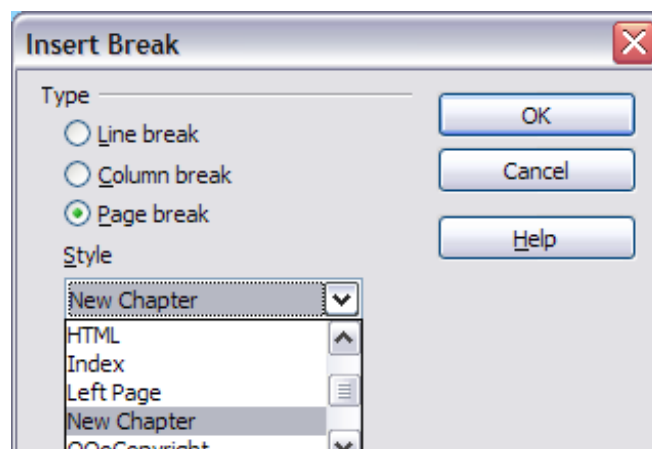 Insert Break
Type
Line break
Column break
Page break
Style
New Chapter
HTML
Index
Left Page
New Chapter
OOoCopyright
OK
Cancel
Help